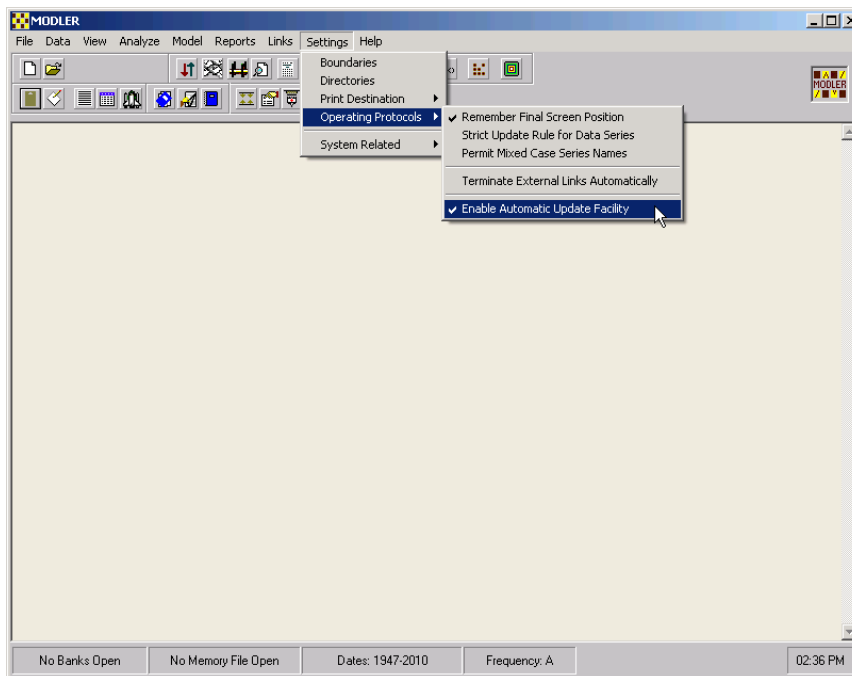 MODLER
File Data View Analyze Model Reports Links Settings Help
Boundaries
Directories
Print Destination
Operating Protocols
System Related
Remember Final Screen Position
Strict Update Rule for Data Series
Permit Mixed Case Series Names
Terminate External Links Automatically
Enable Automatic Update Facility
MODLER
No Banks Open
No Memory File Open
Dates: 1947-2010
Frequency: A
02:36 PM